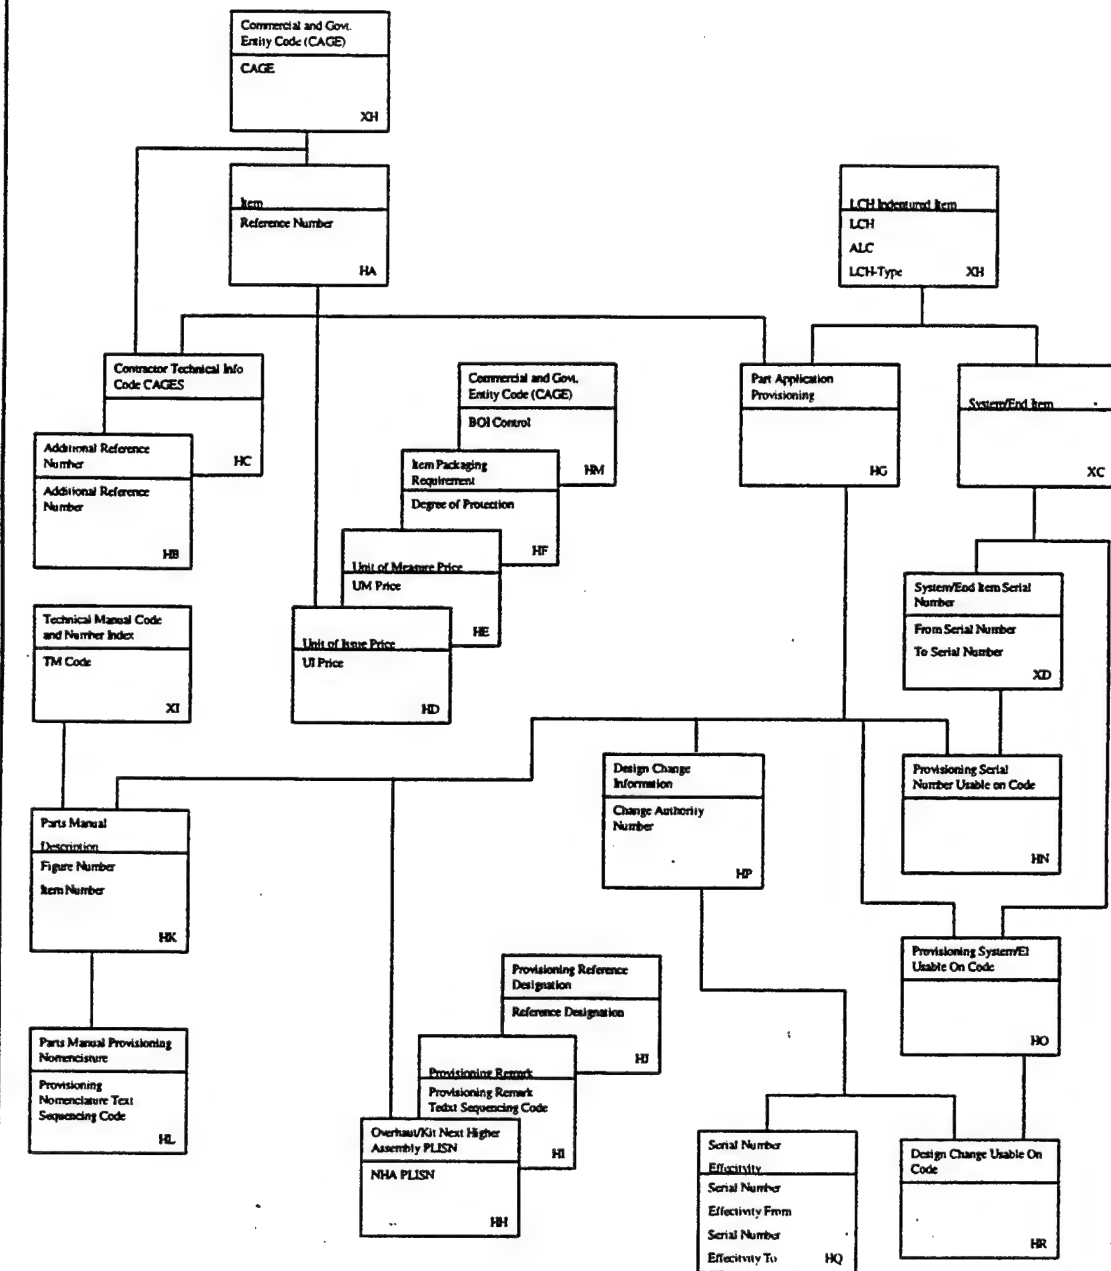 Commercial and Govt.
Entity Code (CAGE)
CAGE
XH
Item
Reference Number
HA
LCH Indentured Item
LCH
ALC
LCH-Type XH
Contractor Technical Info
Code CAGES
HC
Additional Reference
Number
Additional Reference
Number
HB
Commercial and Govt.
Entity Code (CAGE)
BOI Control
HM
Item Packaging
Requirement
Degree of Protection
HF
Unit of Measure Price
UM Price
HE
Unit of Issue Price
UI Price
HD
Part Application
Provisioning
HG
System/End Item
XC
System/End Item Serial
Number
From Serial Number
To Serial Number
XD
Technical Manual Code
and Number Index
TM Code
XI
Parts Manual
Description
Figure Number
Item Number
HK
Design Change
Information
Change Authority
Number
HP
Provisioning Serial
Number Usable on Code
HN
Provisioning System/EI
Usable On Code
HO
Parts Manual Provisioning
Nomenclsture
Provisioning
Nomenclature Text
Sequencing Code
HL
Provisioning Reference
Designation
Reference Designation
HJ
Provisioning Remark
Provisioning Remark
Tedxt Sequencing Code
HI
Overhaut/Kit Next Higher
Assembly PLISN
NHA PLISN
HH
Serial Number
Effecitvity
Serial Number
Effectivity From
Serial Number
Effecitvity To HQ
Design Change Usable On
Code
HR